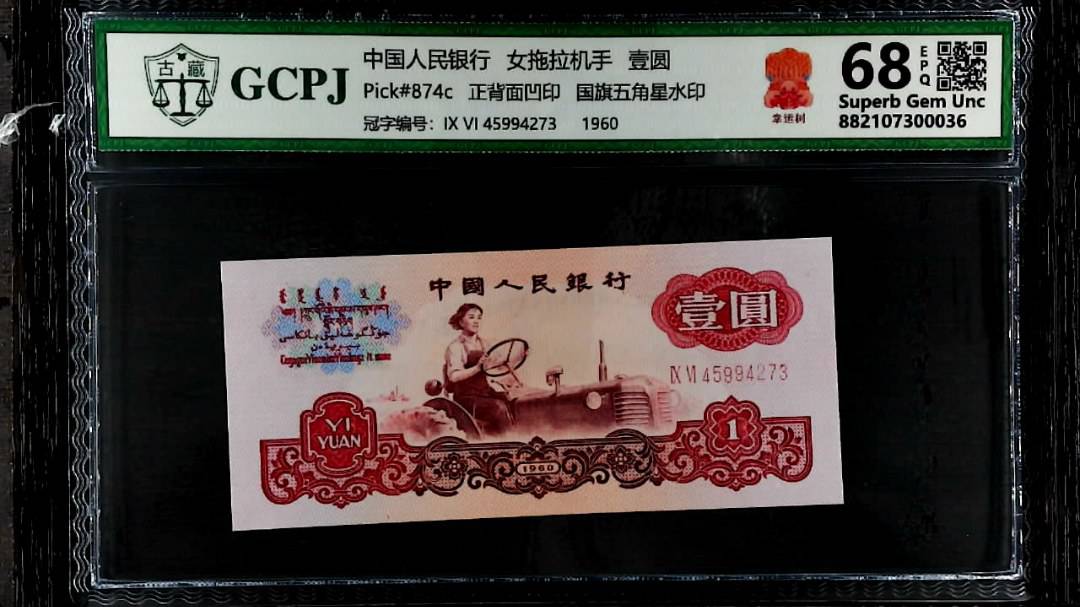 古藏
GCPJ
中国人民银行 女拖拉机手 壹圆
Pick#874c 正背面凹印 国旗五角星水印
冠字编号：IX VI 45994273 1960
幸运树
68
EPQ
Superb Gem Unc
882107300036
中國人民銀行
壹圓
IX VI 45994273
YI
YUAN
1
1960